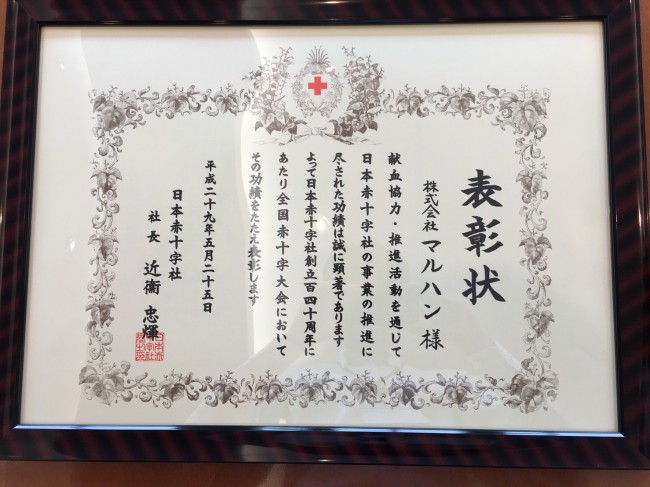 表彰状
株式会社 マルハン 様
献血協力・推進活動を通じて
日本赤十字社の事業の推進に
尽された功績は誠に顕著であります
よって日本赤十字社創立百四十周年に
あたり全国赤十字大会において
その功績をたたえ表彰します
平成二十九年五月二十五日
日本赤十字社
社長 近衞 忠煇